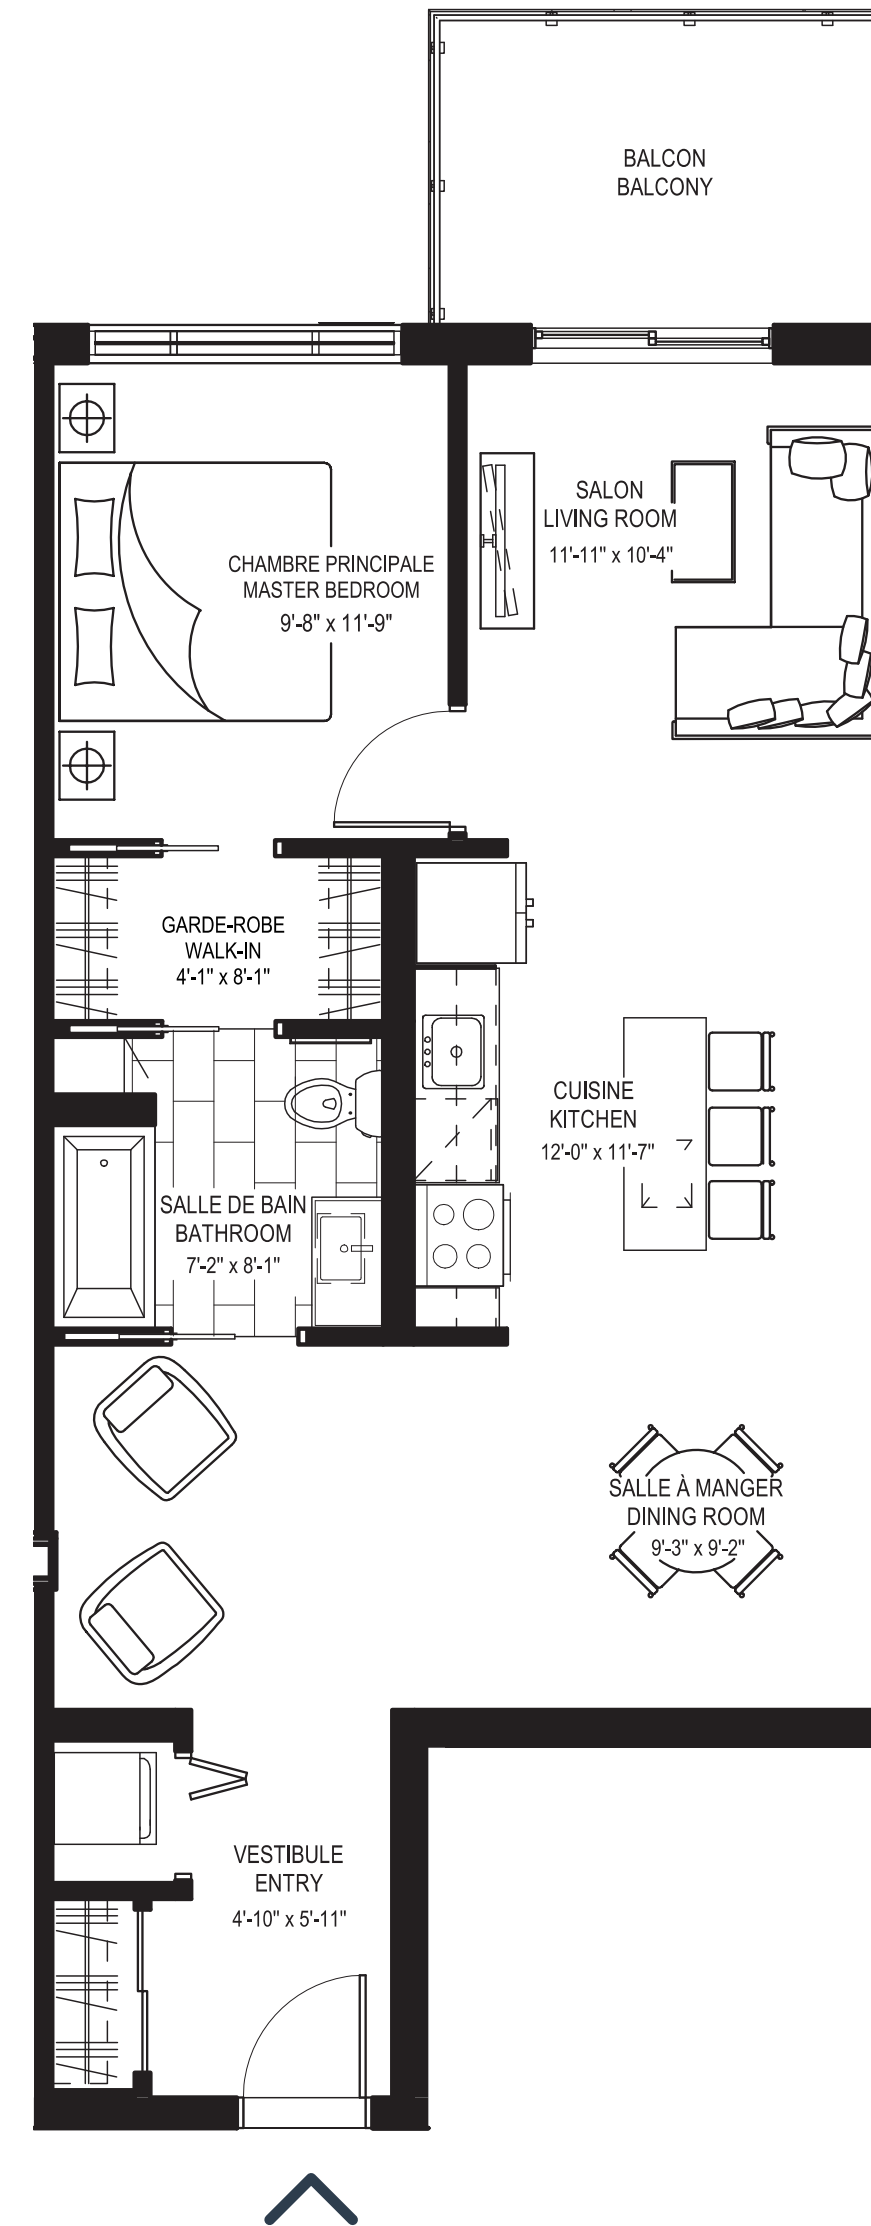 BALCON
BALCONY
SALON
LIVING ROOM
11'-11" x 10'-4"
CHAMBRE PRINCIPALE
MASTER BEDROOM
9'-8" x 11'-9"
GARDE-ROBE
WALK-IN
4'-1" x 8'-1"
CUISINE
KITCHEN
12'-0" x 11'-7"
SALLE DE BAIN
BATHROOM
7'-2" x 8'-1"
SALLE À MANGER
DINING ROOM
9'-3" x 9'-2"
VESTIBULE
ENTRY
4'-10" x 5'-11"